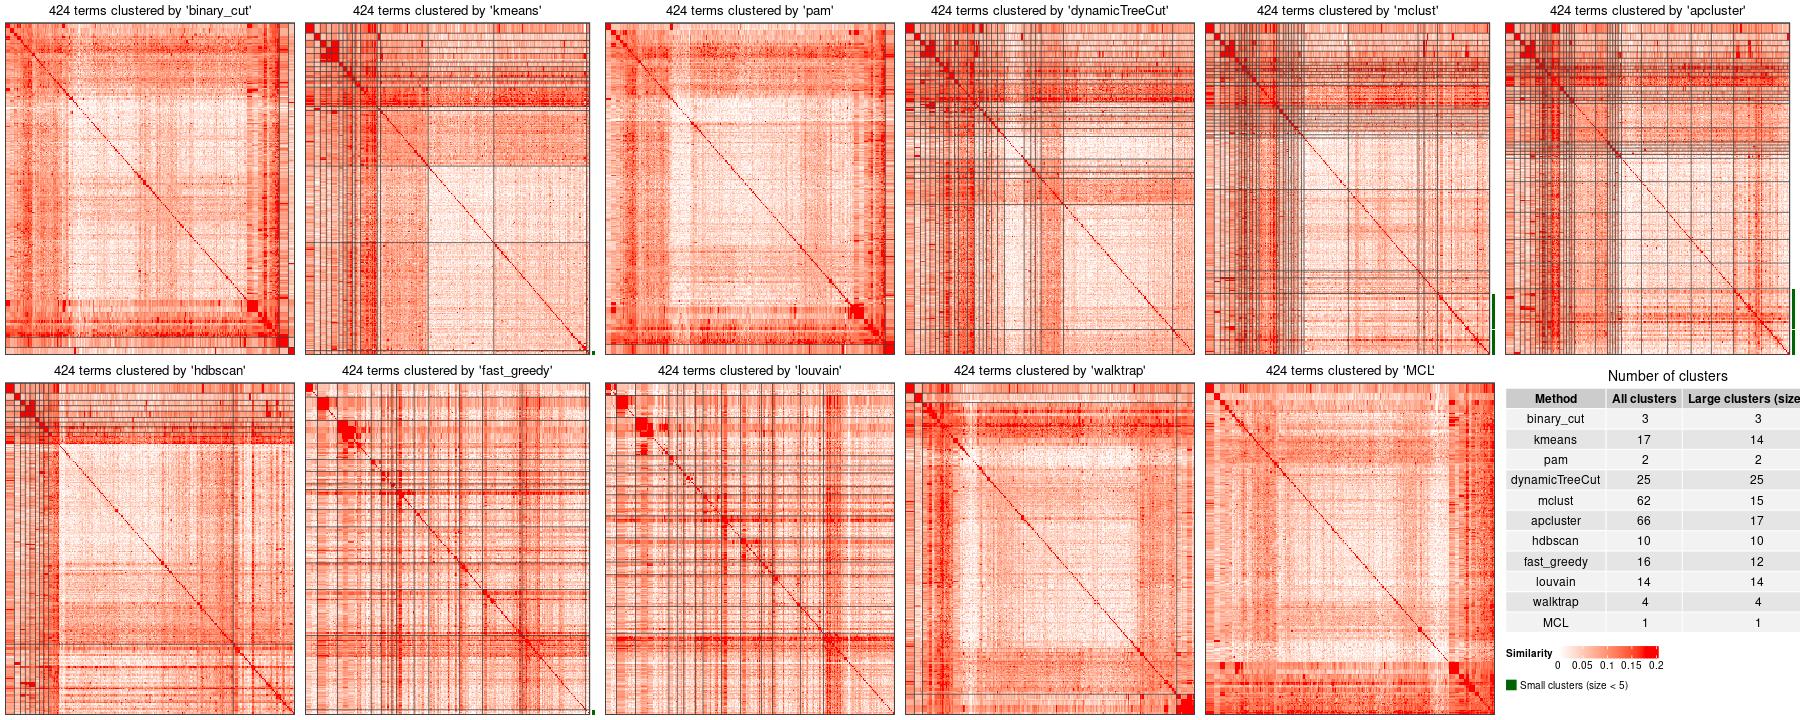 424 terms clustered by 'binary_cut'
424 terms clustered by 'kmeans'
424 terms clustered by 'pam'
424 terms clustered by 'dynamicTreeCut'
424 terms clustered by 'mclust'
424 terms clustered by 'apcluster'
424 terms clustered by 'hdbscan'
424 terms clustered by 'fast_greedy'
424 terms clustered by 'louvain'
424 terms clustered by 'walktrap'
424 terms clustered by 'MCL'
Number of clusters
Method All clusters Large clusters (size
binary_cut 3 3
kmeans 17 14
pam 2 2
dynamicTreeCut 25 25
mclust 62 15
apcluster 66 17
hdbscan 10 10
fast_greedy 16 12
louvain 14 14
walktrap 4 4
MCL 1 1
Similarity
0 0.05 0.1 0.15 0.2
Small clusters (size < 5)